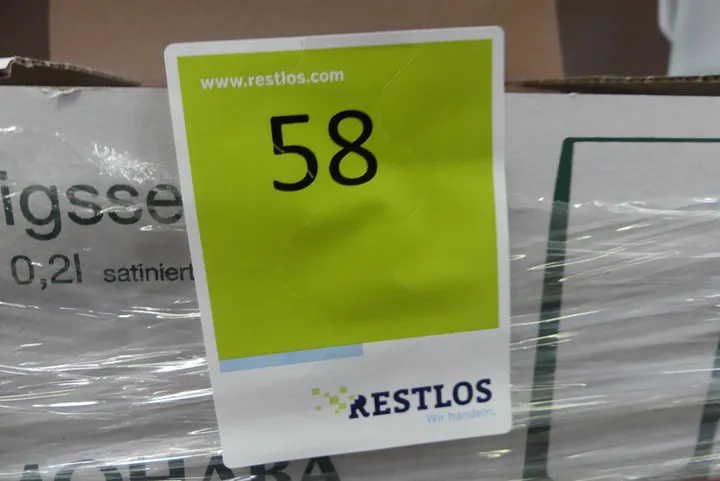 www.restlos.com
58
igsse
0,2l satiniert
RESTLOS
Wir handeln.